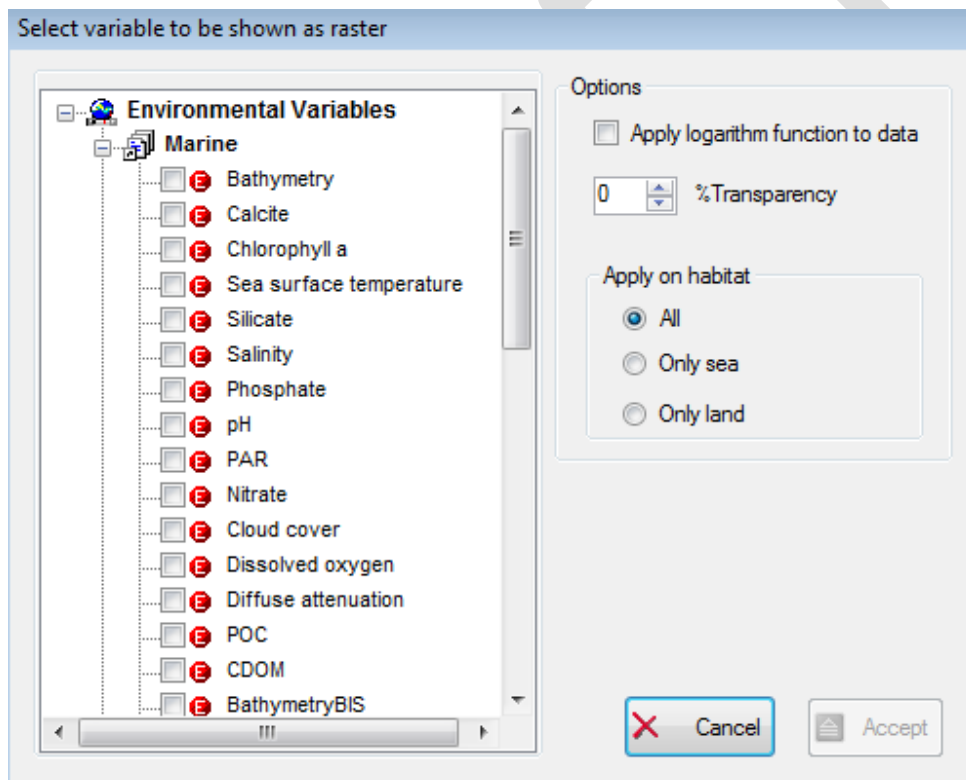 Select variable to be shown as raster
Environmental Variables
Marine
Bathymetry
Calcite
Chlorophyll a
Sea surface temperature
Silicate
Salinity
Phosphate
pH
PAR
Nitrate
Cloud cover
Dissolved oxygen
Diffuse attenuation
POC
CDOM
BathymetryBIS
Options
Apply logarithm function to data
0 %Transparency
Apply on habitat
All
Only sea
Only land
Cancel
Accept